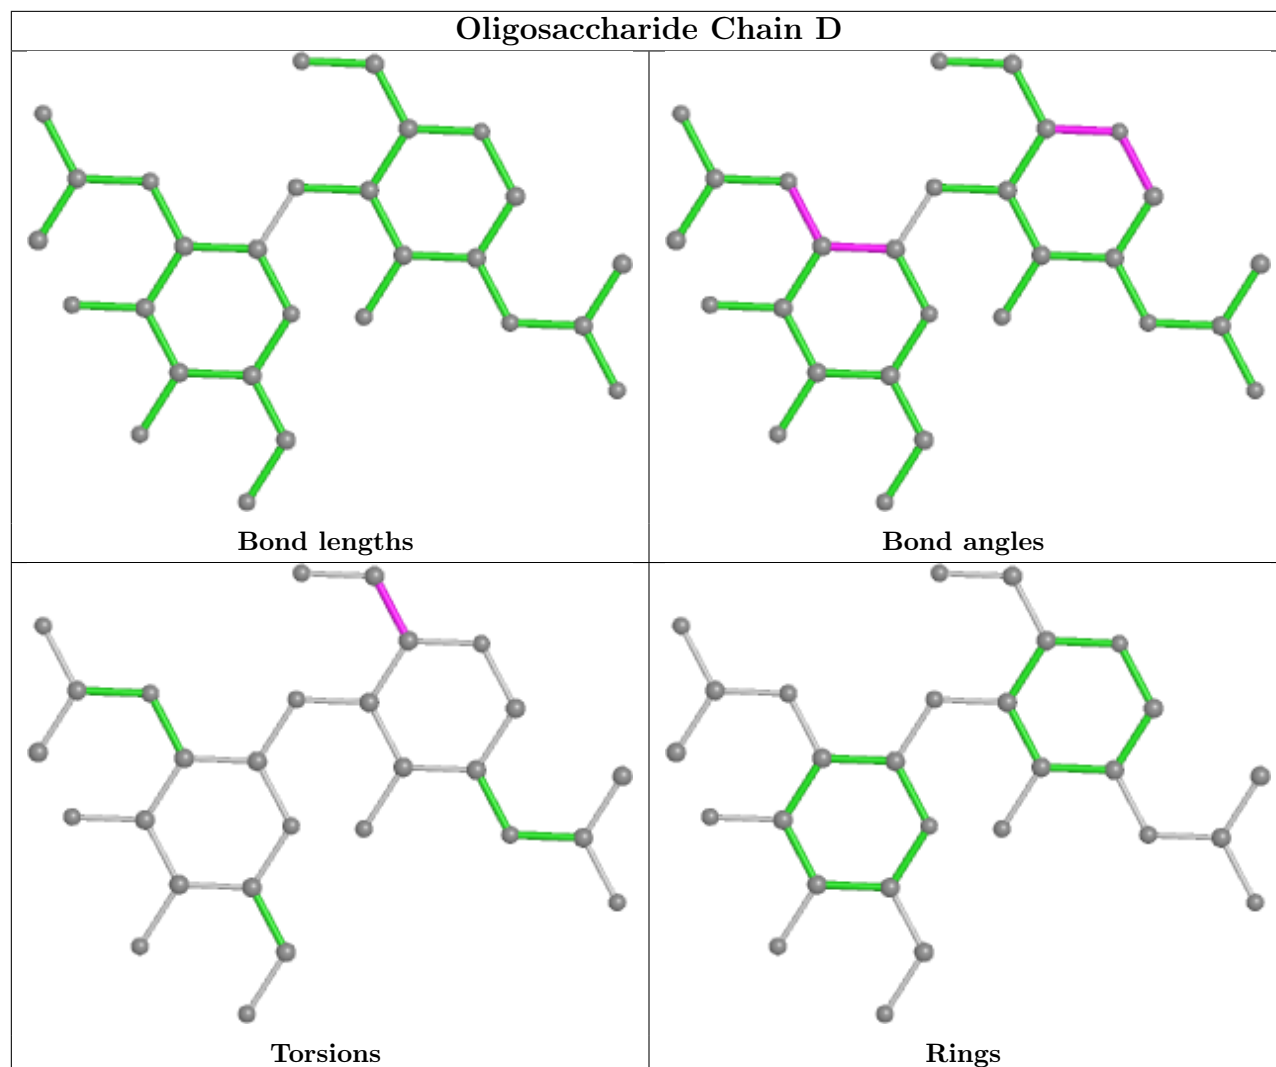 Oligosaccharide Chain D
Bond lengths
Bond angles
Torsions
Rings